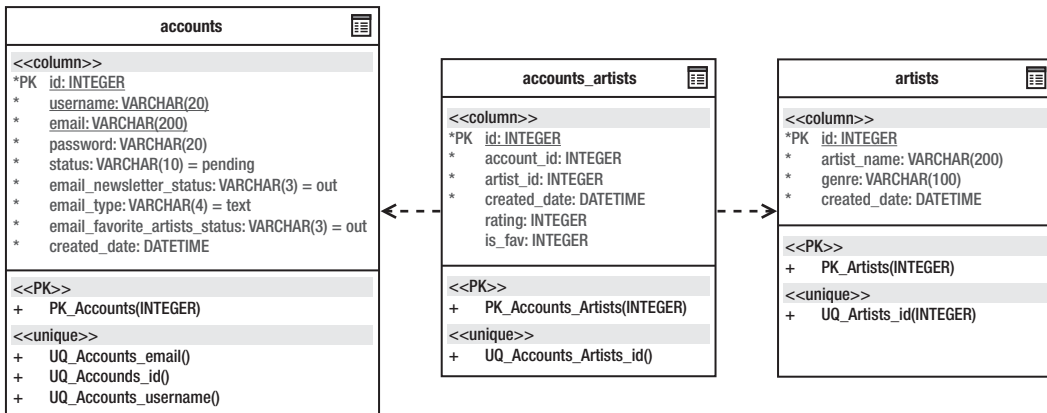 accounts
<<column>>
*PK id: INTEGER
* username: VARCHAR(20)
* email: VARCHAR(200)
* password: VARCHAR(20)
* status: VARCHAR(10) = pending
* email_newsletter_status: VARCHAR(3) = out
* email_type: VARCHAR(4) = text
* email_favorite_artists_status: VARCHAR(3) = out
* created_date: DATETIME
<<PK>>
+ PK_Accounts(INTEGER)
<<unique>>
+ UQ_Accounts_email()
+ UQ_Accounds_id()
+ UQ_Accounts_username()
accounts_artists
<<column>>
*PK id: INTEGER
* account_id: INTEGER
* artist_id: INTEGER
* created_date: DATETIME
rating: INTEGER
is_fav: INTEGER
<<PK>>
+ PK_Accounts_Artists(INTEGER)
<<unique>>
+ UQ_Accounts_Artists_id()
artists
<<column>>
*PK id: INTEGER
* artist_name: VARCHAR(200)
* genre: VARCHAR(100)
* created_date: DATETIME
<<PK>>
+ PK_Artists(INTEGER)
<<unique>>
+ UQ_Artists_id(INTEGER)